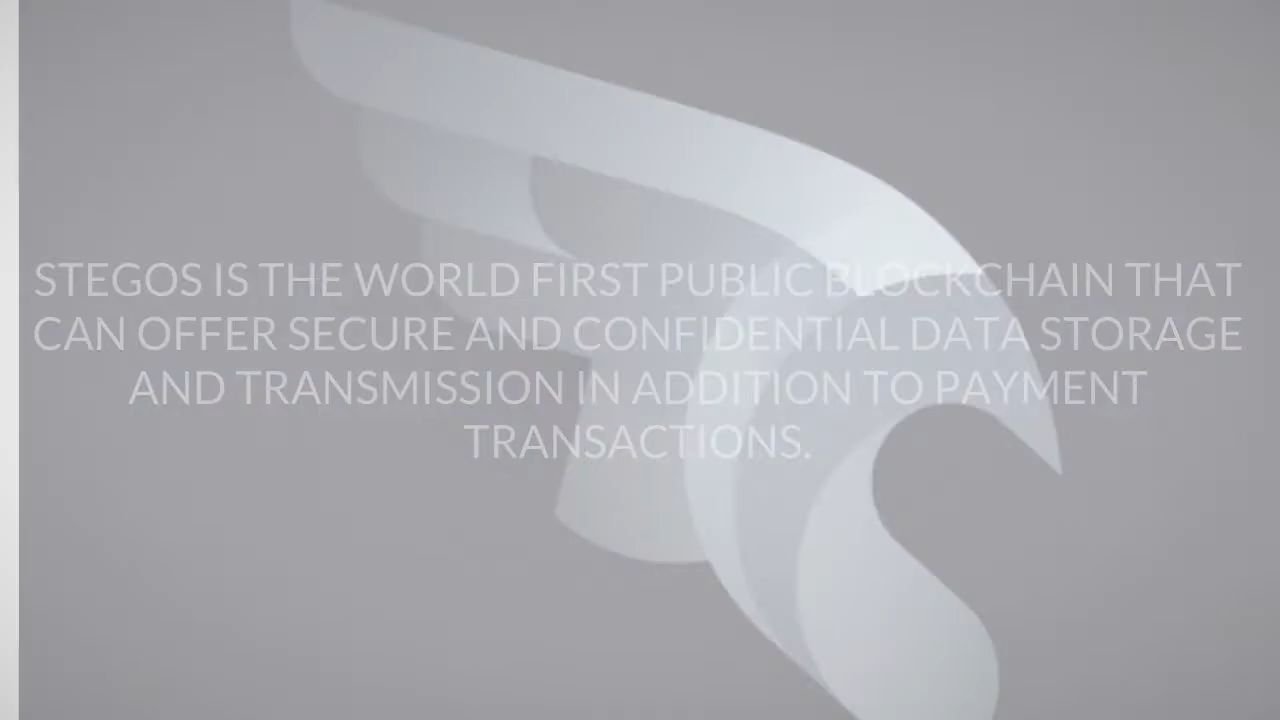 STEGOS IS THE WORLD FIRST PUBLIC BLOCKCHAIN THAT
CAN OFFER SECURE AND CONFIDENTIAL DATA STORAGE
AND TRANSMISSION IN ADDITION TO PAYMENT
TRANSACTIONS.